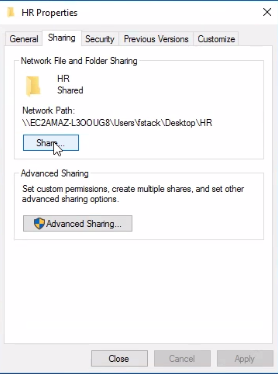 HR Properties
General Sharing Security Previous Versions Customize
Network File and Folder Sharing
HR
Shared
Network Path:
\\EC2AMAZ-L3OOUG8\Users\fstack\Desktop\HR
Share...
Advanced Sharing
Set custom permissions, create multiple shares, and set other
advanced sharing options.
Advanced Sharing...
Close Cancel Apply